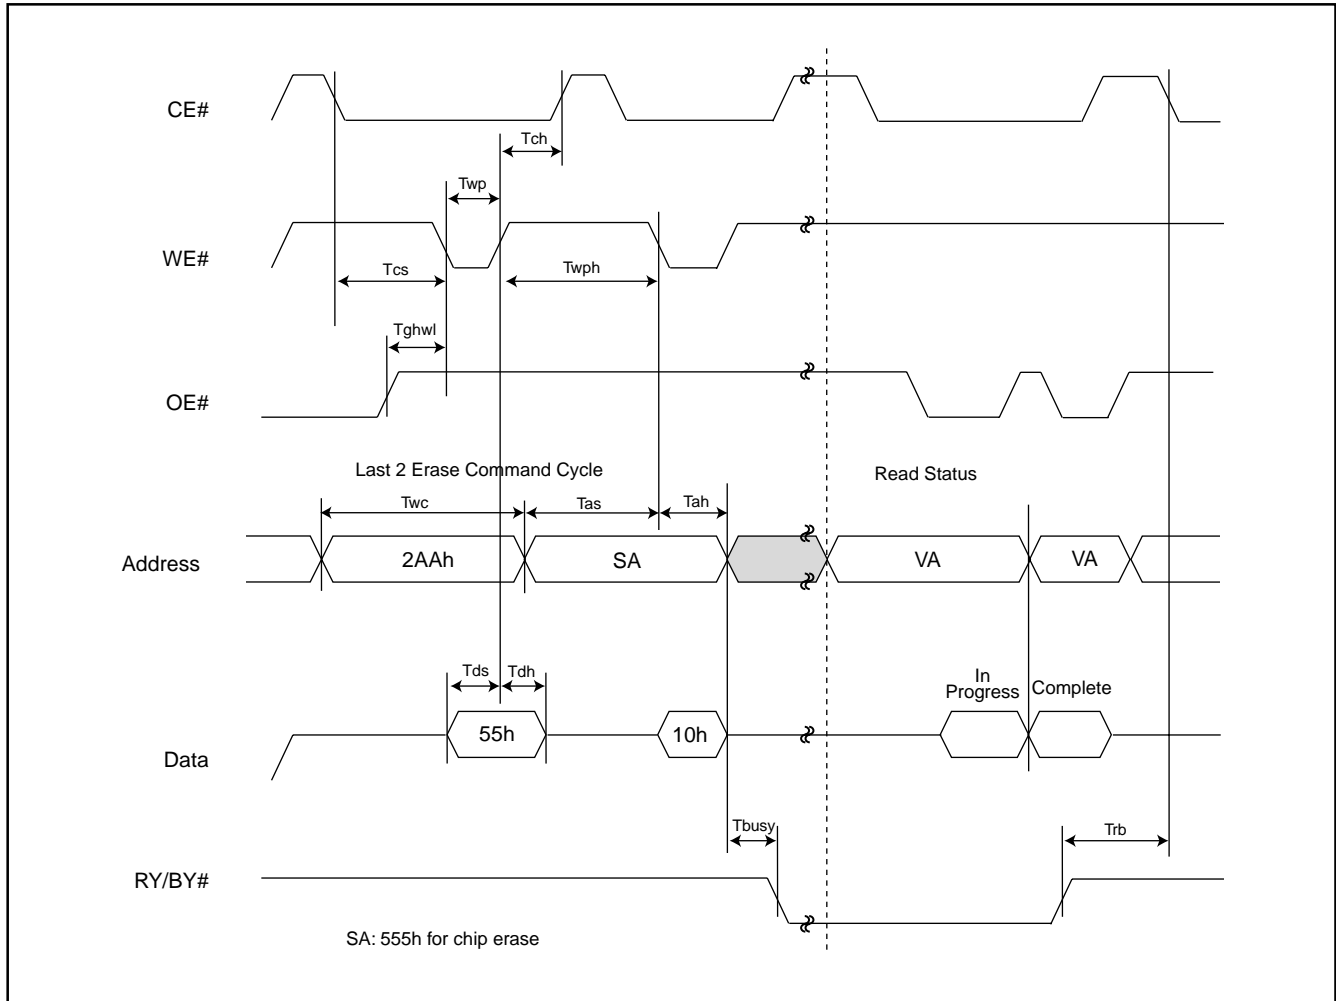 CE#
Tch
Twp
WE#
Tcs
Twph
Tghwl
OE#
Last 2 Erase Command Cycle
Read Status
Twc
Tas
Tah
Address
2AAh
SA
VA
VA
Tds
Tdh
In
Progress
Complete
55h
10h
Data
Tbusy
Trb
RY/BY#
SA: 555h for chip erase